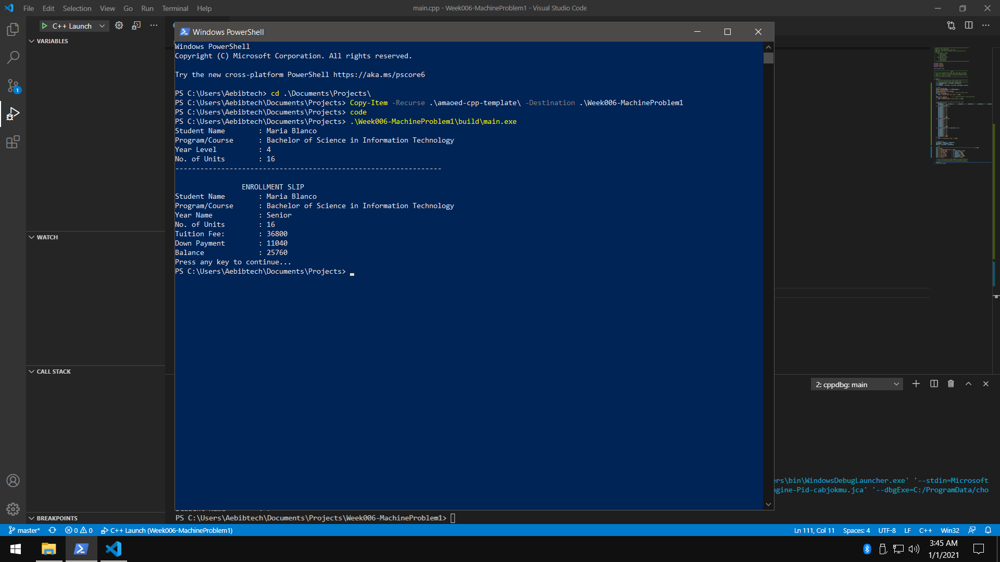 File Edit Selection View Go Run Terminal Help
main.cpp - Week006-MachineProblem1 - Visual Studio Code
C++ Launch
VARIABLES
WATCH
CALL STACK
BREAKPOINTS
1
Windows PowerShell
Windows PowerShell
Copyright (C) Microsoft Corporation. All rights reserved.
Try the new cross-platform PowerShell https://aka.ms/pscore6
PS C:\Users\Aebibtech> cd .\Documents\Projects\
PS C:\Users\Aebibtech\Documents\Projects> Copy-Item -Recurse .\amaoed-cpp-template\ -Destination .\Week006-MachineProblem1
PS C:\Users\Aebibtech\Documents\Projects> code
PS C:\Users\Aebibtech\Documents\Projects> .\Week006-MachineProblem1\build\main.exe
Student Name        : Maria Blanco
Program/Course      : Bachelor of Science in Information Technology
Year Level          : 4
No. of Units        : 16
----------------------------------------------------------------
ENROLLMENT SLIP
Student Name        : Maria Blanco
Program/Course      : Bachelor of Science in Information Technology
Year Name           : Senior
No. of Units        : 16
Tuition Fee:        : 36800
Down Payment        : 11040
Balance             : 25760
Press any key to continue...
PS C:\Users\Aebibtech\Documents\Projects>
2: cppdbg: main
ers\bin\WindowsDebugLauncher.exe' '--stdin=Microsoft
ngine-Pid-cabjokmu.jca' '--dbgExe=C:/ProgramData/cho
PS C:\Users\Aebibtech\Documents\Projects\Week006-MachineProblem1>
master* 0 0 C++ Launch (Week006-MachineProblem1)
Ln 111, Col 11 Spaces: 4 UTF-8 LF C++ Win32
3:45 AM
1/1/2021